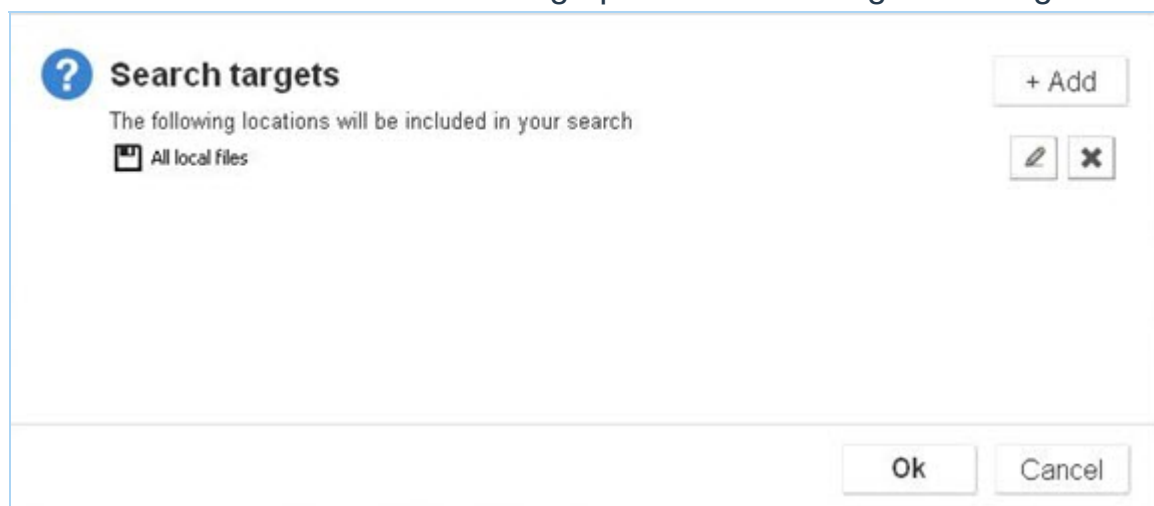 Search targets
+ Add
The following locations will be included in your search
All local files
Ok
Cancel